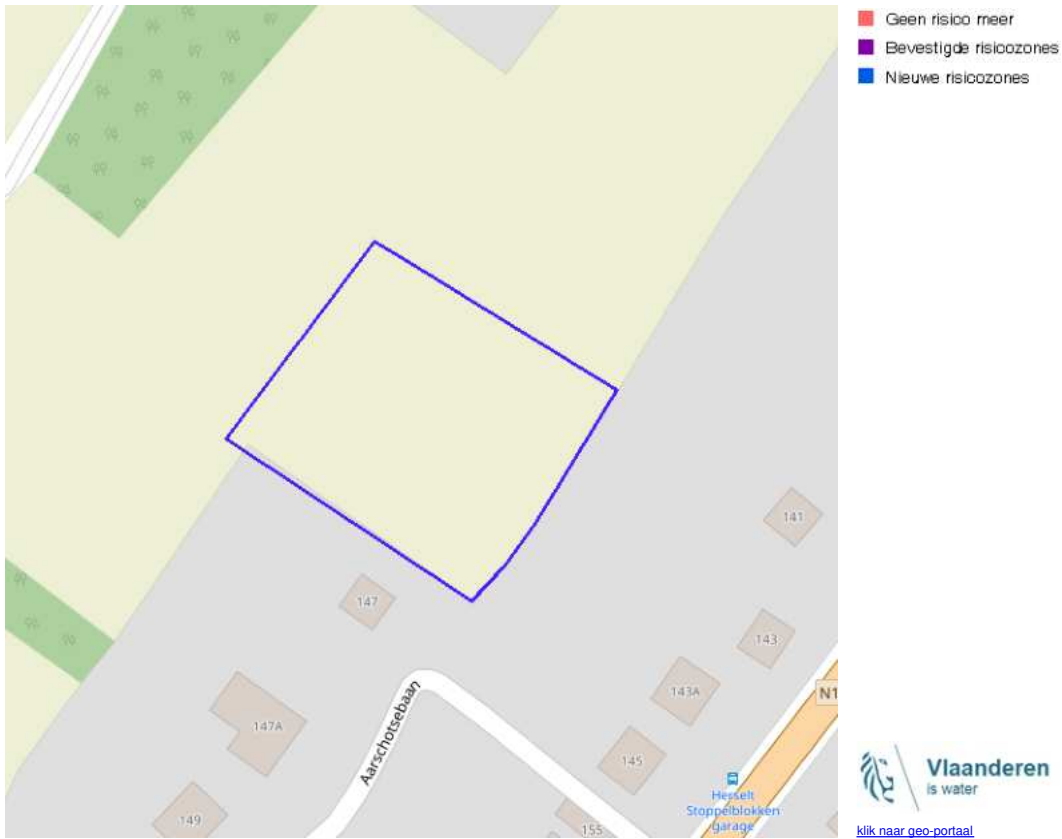 Geen risico meer
Bevestigde risicozones
Nieuwe risicozones
141
147
143
143A
N1
147A
Aarschotsebaan
145
Hesselt
Stoppelblokken
garage
149
155
Vlaanderen
is water
klik naar geo-portaal